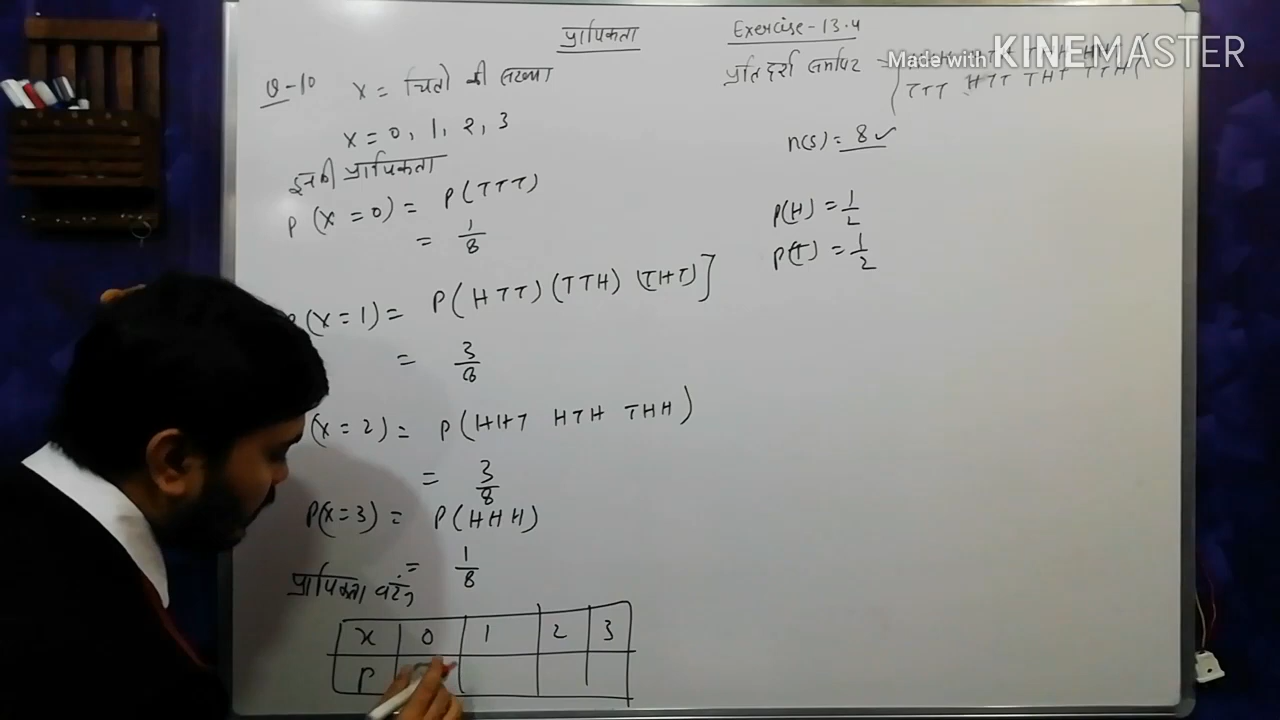 प्रायिकता
Exercise-13.4
Made with KINEMASTER
Q-10 X = चितों की संख्या
प्रतिदर्श समष्टि
TTT HTT THT TTH
X = 0, 1, 2, 3
n(s) = 8 ✓
इनकी प्रायिकता
P (X = 0) = P(TTT)
= 1/8
P(H) = 1/2
P(T) = 1/2
P(X = 1) = P(HTT) (TTH) (THT)]
= 3/8
(X = 2) = P(HHT HTH THH)
= 3/8
P(X = 3) = P(HHH)
= 1/8
प्रायिकता बंटन
X 0 1 2 3
P